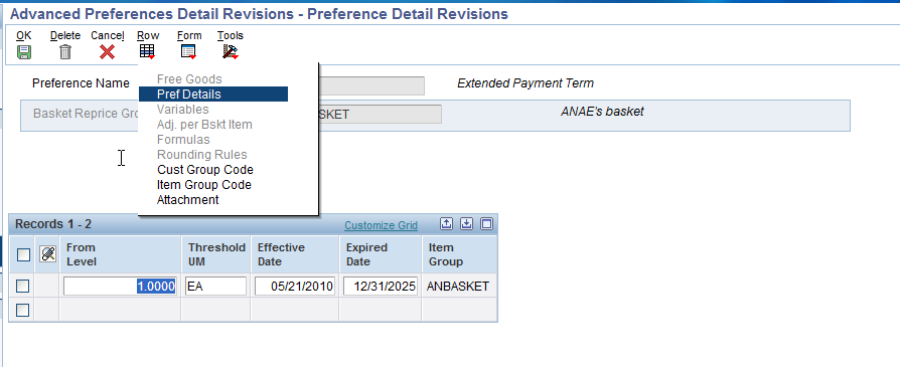 Advanced Preferences Detail Revisions - Preference Detail Revisions
OK Delete Cancel Row Form Tools
Free Goods
Preference Name Extended Payment Term
Pref Details
Variables
Basket Reprice Gro SKET ANAE's basket
Adj. per Bskt Item
Formulas
Rounding Rules
Cust Group Code
Item Group Code
Attachment
Records 1 - 2 Customize Grid
From Level Threshold UM Effective Date Expired Date Item Group
1.0000 EA 05/21/2010 12/31/2025 ANBASKET